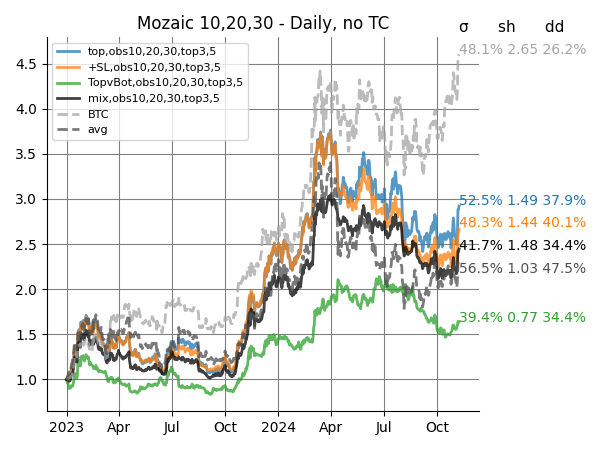 Mozaic 10,20,30 - Daily, no TC
σ sh dd
top,obs10,20,30,top3,5
+SL,obs10,20,30,top3,5
TopvBot,obs10,20,30,top3,5
mix,obs10,20,30,top3,5
BTC
avg
48.1% 2.65 26.2%
52.5% 1.49 37.9%
48.3% 1.44 40.1%
41.7% 1.48 34.4%
56.5% 1.03 47.5%
39.4% 0.77 34.4%
4.5
4.0
3.5
3.0
2.5
2.0
1.5
1.0
2023 Apr Jul Oct 2024 Apr Jul Oct